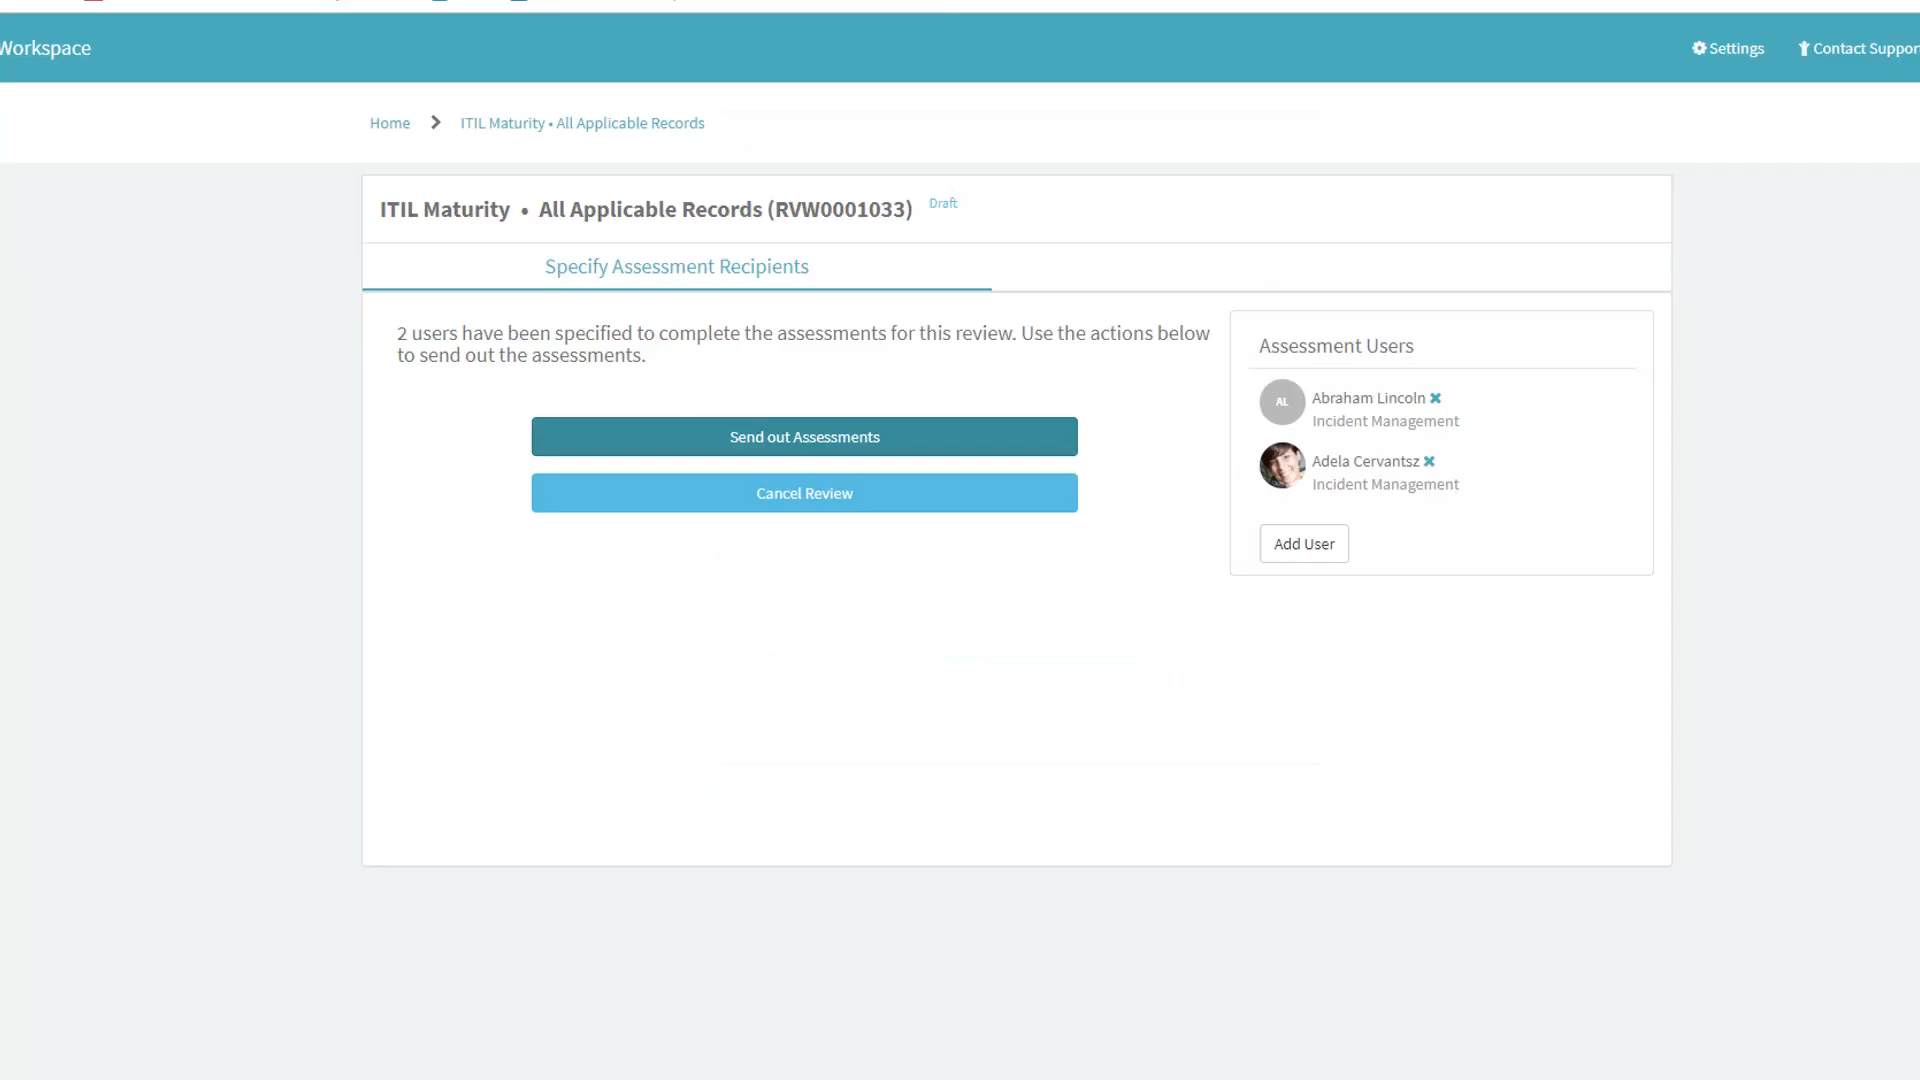 Workspace
Settings
Contact Suppor
Home
ITIL Maturity • All Applicable Records
ITIL Maturity • All Applicable Records (RVW0001033)
Draft
Specify Assessment Recipients
2 users have been specified to complete the assessments for this review. Use the actions below
to send out the assessments.
Send out Assessments
Cancel Review
Assessment Users
AL
Abraham Lincoln
Incident Management
Adela Cervantsz
Incident Management
Add User